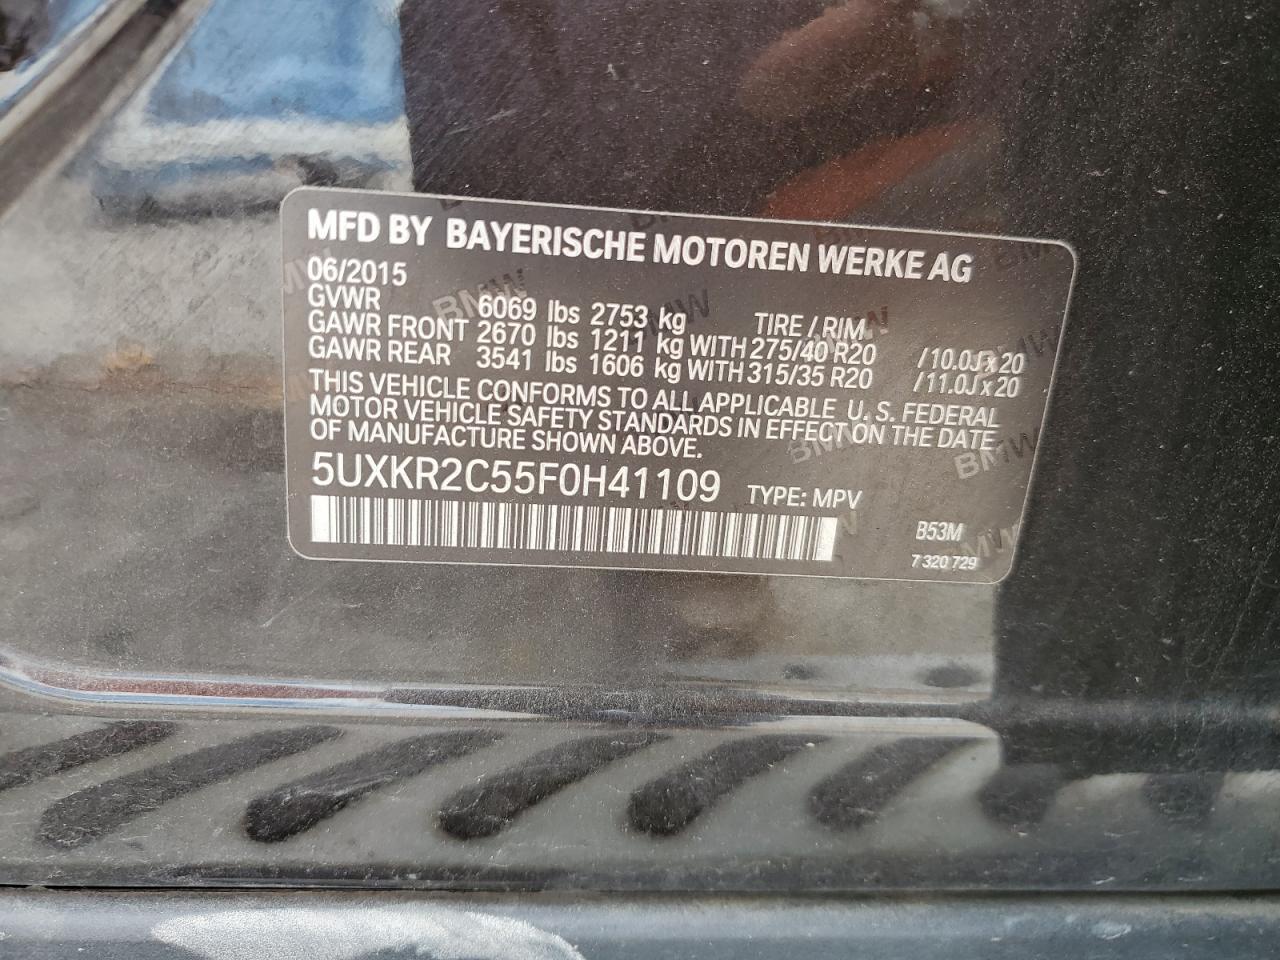 MFD BY BAYERISCHE MOTOREN WERKE AG
06/2015
GVWR 6069 lbs 2753 kg TIRE / RIM
GAWR FRONT 2670 lbs 1211 kg WITH 275/40 R20 /10.0J x 20
GAWR REAR 3541 lbs 1606 kg WITH 315/35 R20 /11.0J x 20
THIS VEHICLE CONFORMS TO ALL APPLICABLE U. S. FEDERAL
MOTOR VEHICLE SAFETY STANDARDS IN EFFECT ON THE DATE
OF MANUFACTURE SHOWN ABOVE.
5UXKR2C55F0H41109 TYPE: MPV
B53M
7 320 729